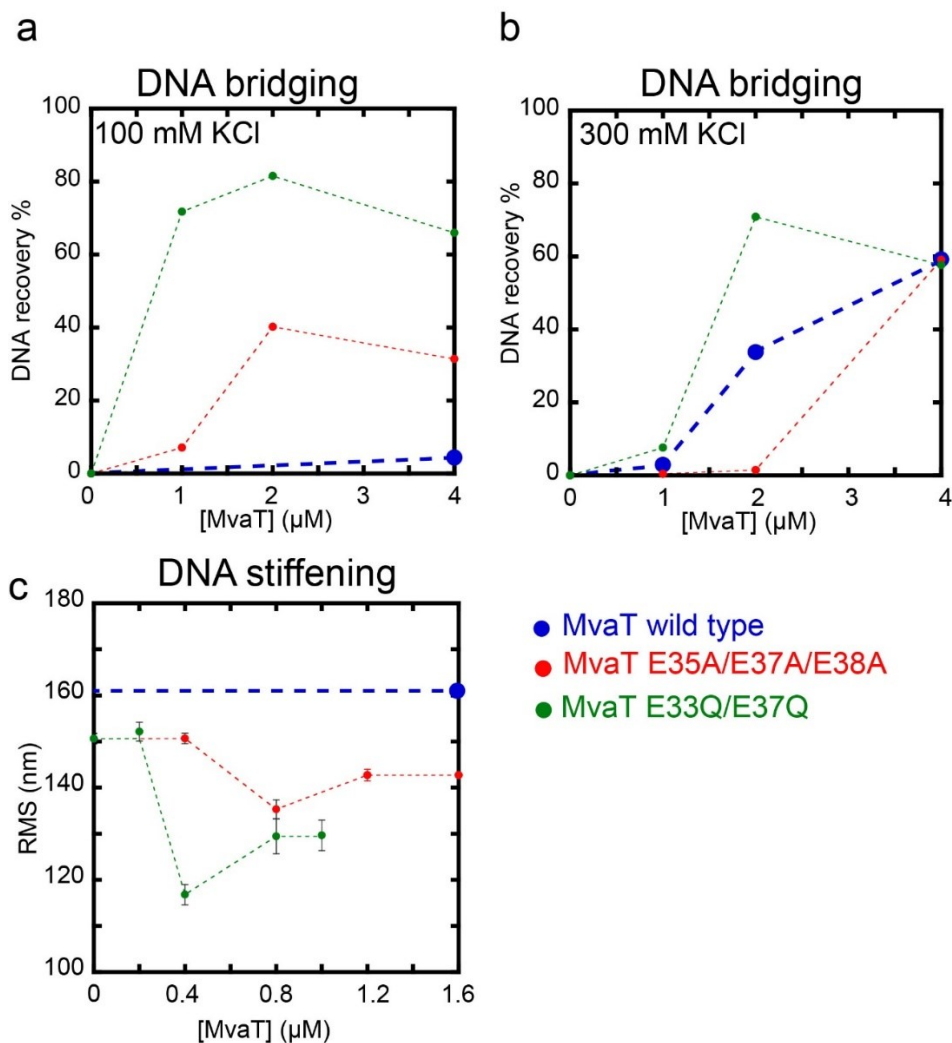 a
DNA bridging
100 mM KCl
DNA recovery %
100
80
60
40
20
0
0 1 2 3 4
[MvaT] (µM)
b
DNA bridging
300 mM KCl
DNA recovery %
100
80
60
40
20
0
0 1 2 3 4
[MvaT] (µM)
c
DNA stiffening
RMS (nm)
180
160
140
120
100
0 0.4 0.8 1.2 1.6
[MvaT] (µM)
MvaT wild type
MvaT E35A/E37A/E38A
MvaT E33Q/E37Q